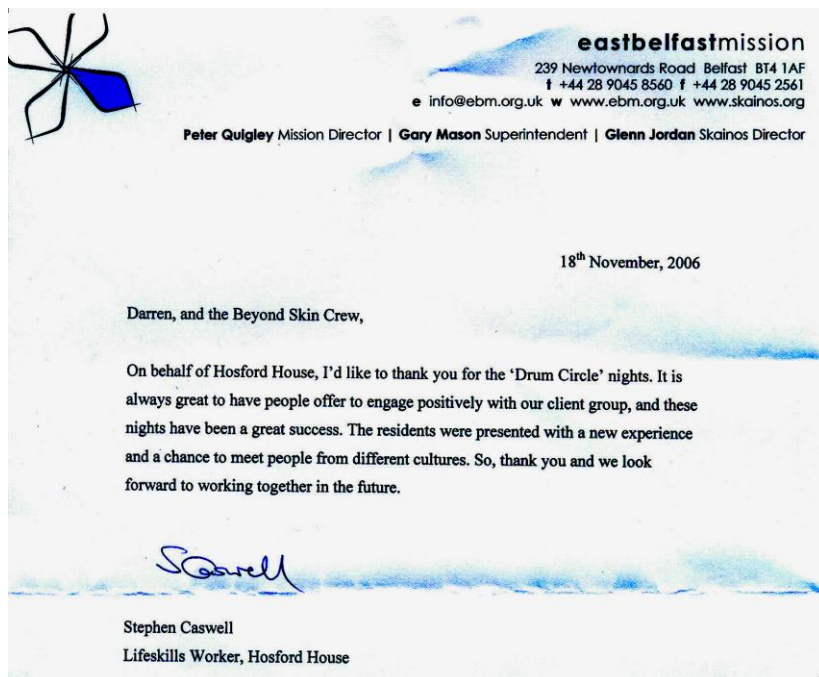 eastbelfastmission
239 Newtownards Road Belfast BT4 1AF
t +44 28 9045 8560 f +44 28 9045 2561
e info@ebm.org.uk w www.ebm.org.uk www.skainos.org
Peter Quigley Mission Director | Gary Mason Superintendent | Glenn Jordan Skainos Director
18th November, 2006
Darren, and the Beyond Skin Crew,
On behalf of Hosford House, I'd like to thank you for the 'Drum Circle' nights. It is
always great to have people offer to engage positively with our client group, and these
nights have been a great success. The residents were presented with a new experience
and a chance to meet people from different cultures. So, thank you and we look
forward to working together in the future.
SCaswell
Stephen Caswell
Lifeskills Worker, Hosford House